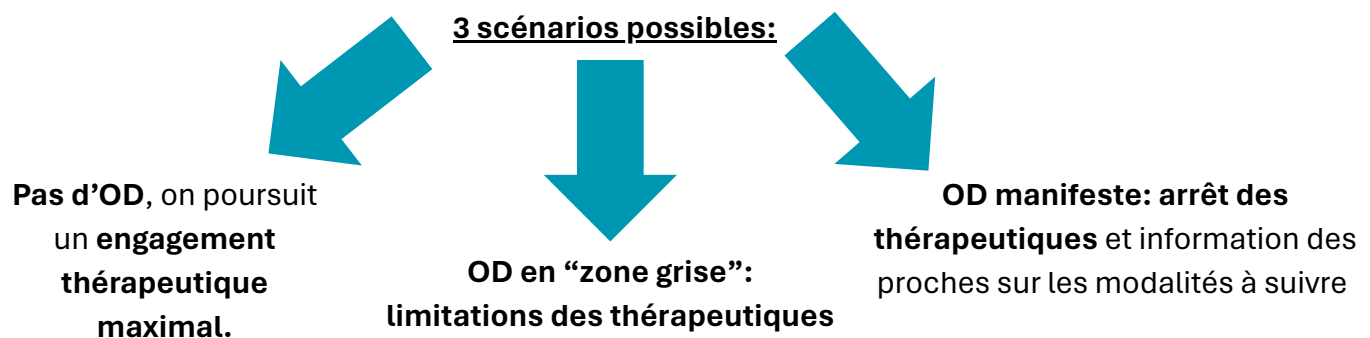 3 scénarios possibles:
Pas d’OD, on poursuit
un engagement
thérapeutique
maximal.
OD en “zone grise”:
limitations des thérapeutiques
OD manifeste: arrêt des
thérapeutiques et information des
proches sur les modalités à suivre